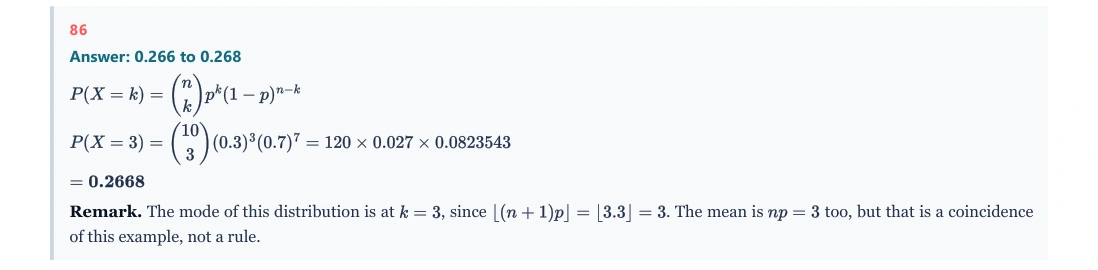 86
Answer: 0.266 to 0.268
P(X = k) = \binom{n}{k} p^k (1 − p)^{n−k}
P(X = 3) = \binom{10}{3} (0.3)^3 (0.7)^7 = 120 × 0.027 × 0.0823543
= 0.2668
Remark. The mode of this distribution is at k = 3, since ⌊(n + 1)p⌋ = ⌊3.3⌋ = 3. The mean is np = 3 too, but that is a coincidence
of this example, not a rule.